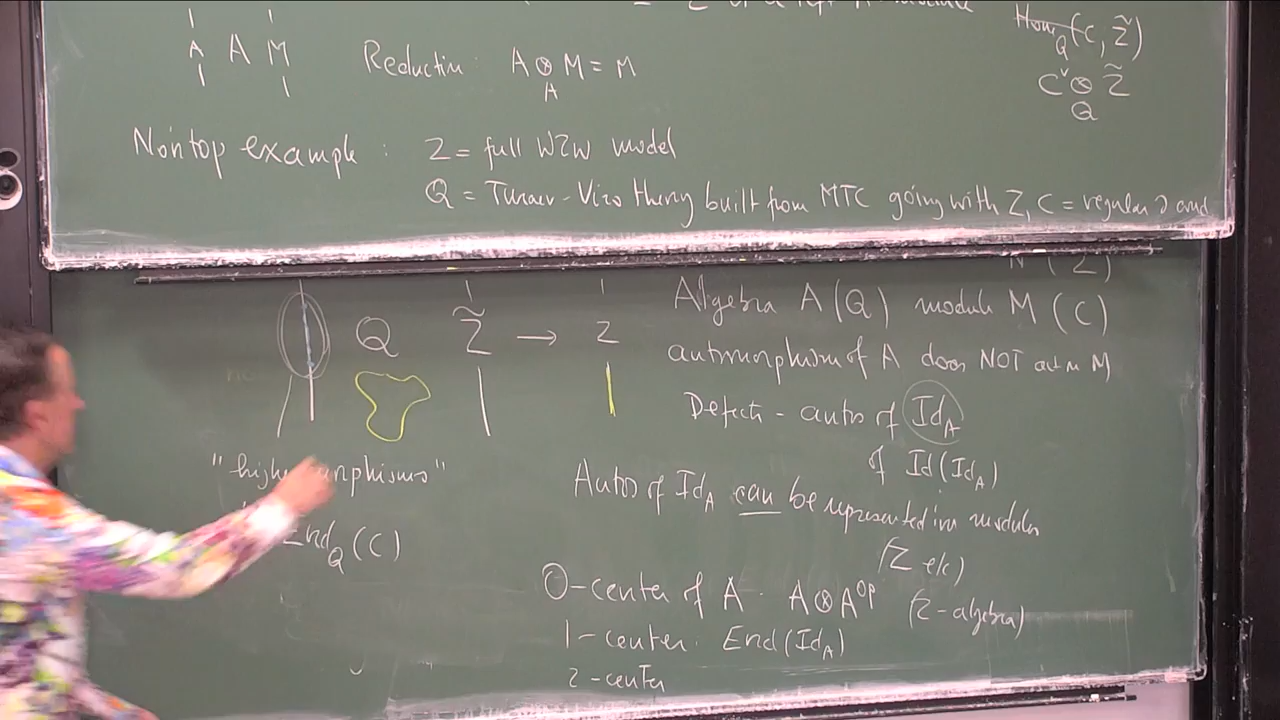 A A M
Reduction: A ⊗ M = M
A
Hom_Q(C, Z̃)
C^v ⊗ Z̃
Q
Nontop example: Z = full WZW model
Q = Turaev-Viro theory built from MTC going with Z, C = regular
Q Z̃ → Z
Algebra A(Q) module M(C)
automorphism of A does NOT act on M
Defects - autos of Id_A
of Id(Id_A)
"higher morphisms"
End_Q(C)
Autos of Id_A can be represented in modules
(Z etc)
0-center of A. A⊗A^op (2-algebra)
1-center: End(Id_A)
2-center